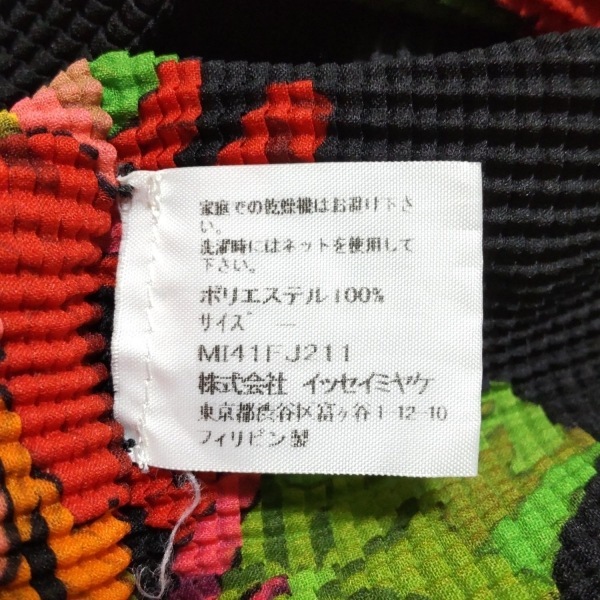 家庭での乾燥機はお避け下さ
い。
洗濯時にはネットを使用して
下さい。
ポリエステル100%
サイズ ー
MI41FJ211
株式会社 イッセイミヤケ
東京都渋谷区富ヶ谷1-12-10
フィリピン製